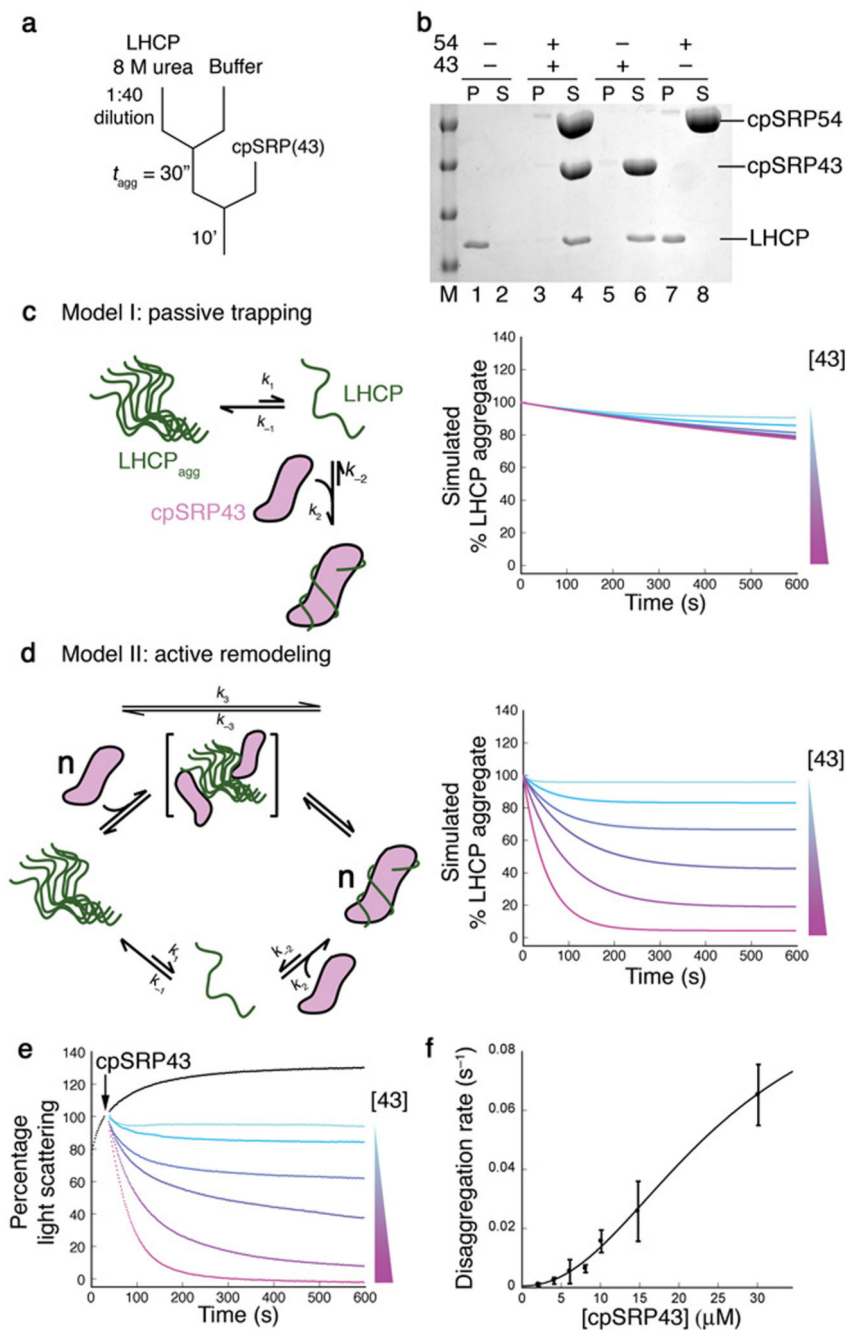 a
LHCP
8 M urea Buffer
1:40
dilution
cpSRP(43)
tagg = 30”
10’
b
54 – + – +
43 – + + –
P S P S P S P S
cpSRP54
cpSRP43
LHCP
M 1 2 3 4 5 6 7 8
c Model I: passive trapping
k1
k–1
LHCP
LHCPagg
k–2
cpSRP43
k2
140
120
100
80
60
40
20
0
Simulated
% LHCP aggregate
0 100 200 300 400 500 600
Time (s)
[43]
d Model II: active remodeling
k3
k–3
n
n
k1
k–1
k–2
k2
140
120
100
80
60
40
20
0
Simulated
% LHCP aggregate
0 100 200 300 400 500 600
Time (s)
[43]
e
cpSRP43
140
120
100
80
60
40
20
0
Percentage
light scattering
0 100 200 300 400 500 600
Time (s)
[43]
f
0.08
0.06
0.04
0.02
0
Disaggregation rate (s–1)
0 5 10 15 20 25 30
[cpSRP43] (μM)